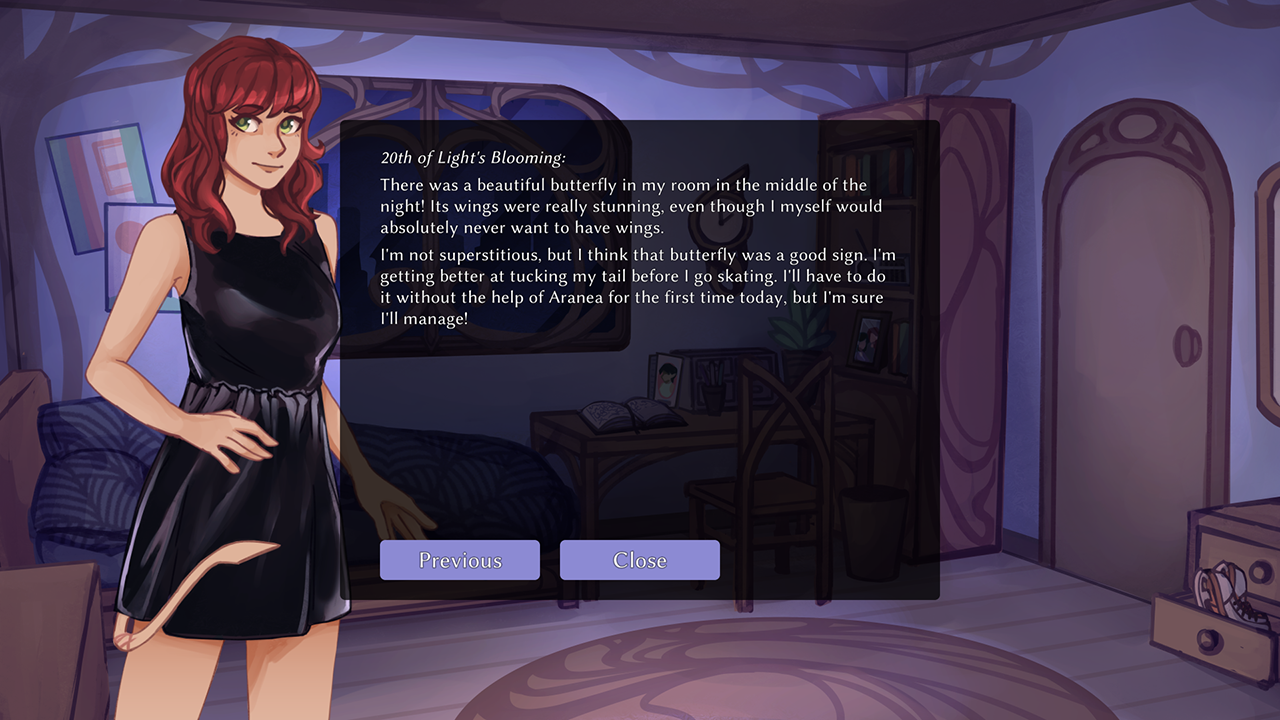 20th of Light's Blooming:
There was a beautiful butterfly in my room in the middle of the
night! Its wings were really stunning, even though I myself would
absolutely never want to have wings.
I'm not superstitious, but I think that butterfly was a good sign. I'm
getting better at tucking my tail before I go skating. I'll have to do
it without the help of Aranea for the first time today, but I'm sure
I'll manage!
Previous
Close